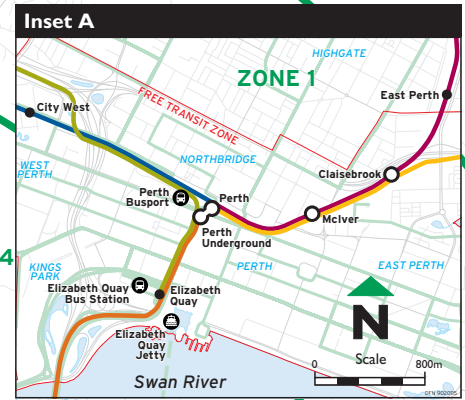 Inset A
HIGHGATE
ZONE 1
East Perth
City West
FREE TRANSIT ZONE
NORTHBRIDGE
WEST
PERTH
Claisebrook
Perth
Busport
Perth
McIver
Perth
Underground
4
KINGS
PARK
PERTH
EAST PERTH
Elizabeth Quay
Bus Station
Elizabeth
Quay
Elizabeth
Quay
Jetty
N
Scale
0 800m
Swan River